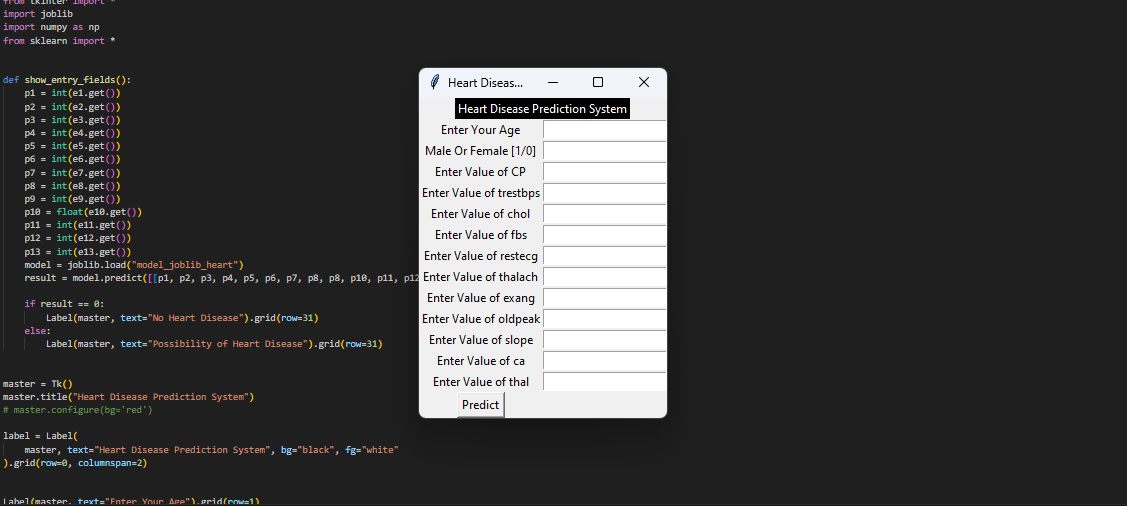 from tkinter import *
import joblib
import numpy as np
from sklearn import *
def show_entry_fields():
p1 = int(e1.get())
p2 = int(e2.get())
p3 = int(e3.get())
p4 = int(e4.get())
p5 = int(e5.get())
p6 = int(e6.get())
p7 = int(e7.get())
p8 = int(e8.get())
p9 = int(e9.get())
p10 = float(e10.get())
p11 = int(e11.get())
p12 = int(e12.get())
p13 = int(e13.get())
model = joblib.load("model_joblib_heart")
result = model.predict([[p1, p2, p3, p4, p5, p6, p7, p8, p8, p10, p11, p12
if result == 0:
Label(master, text="No Heart Disease").grid(row=31)
else:
Label(master, text="Possibility of Heart Disease").grid(row=31)
master = Tk()
master.title("Heart Disease Prediction System")
# master.configure(bg='red')
label = Label(
master, text="Heart Disease Prediction System", bg="black", fg="white"
).grid(row=0, columnspan=2)
Label(master, text="Enter Your Age").grid(row=1)
Heart Diseas...
Heart Disease Prediction System
Enter Your Age
Male Or Female [1/0]
Enter Value of CP
Enter Value of trestbps
Enter Value of chol
Enter Value of fbs
Enter Value of restecg
Enter Value of thalach
Enter Value of exang
Enter Value of oldpeak
Enter Value of slope
Enter Value of ca
Enter Value of thal
Predict